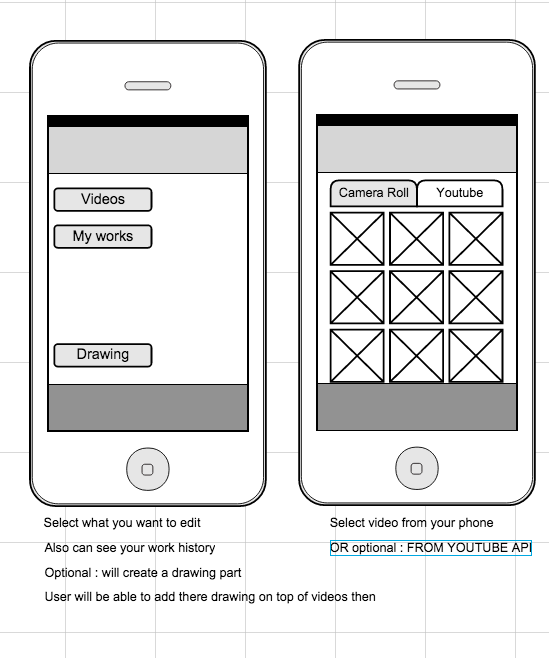 Videos
My works
Drawing
Camera Roll
Youtube
Select what you want to edit
Also can see your work history
Optional : will create a drawing part
User will be able to add there drawing on top of videos then
Select video from your phone
OR optional : FROM YOUTUBE API